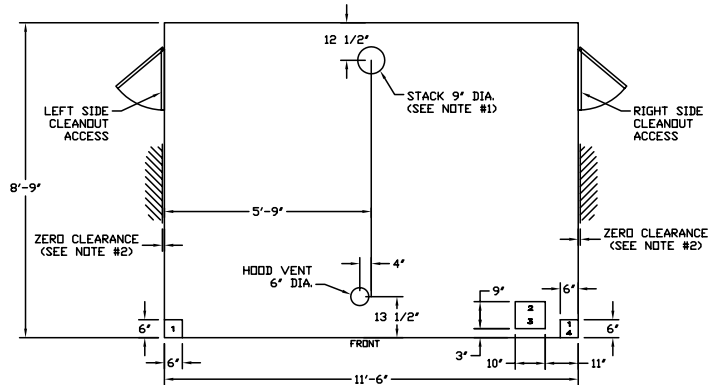 12 1/2"
STACK 9" DIA.
(SEE NOTE #1)
LEFT SIDE
CLEANOUT
ACCESS
RIGHT SIDE
CLEANOUT
ACCESS
8'-9"
5'-9"
ZERO CLEARANCE
(SEE NOTE #2)
ZERO CLEARANCE
(SEE NOTE #2)
HOOD VENT
6" DIA.
4"
13 1/2"
9"
6"
2
3
1
1
4
6"
6"
3"
FRONT
6"
10"
11"
11'-6"